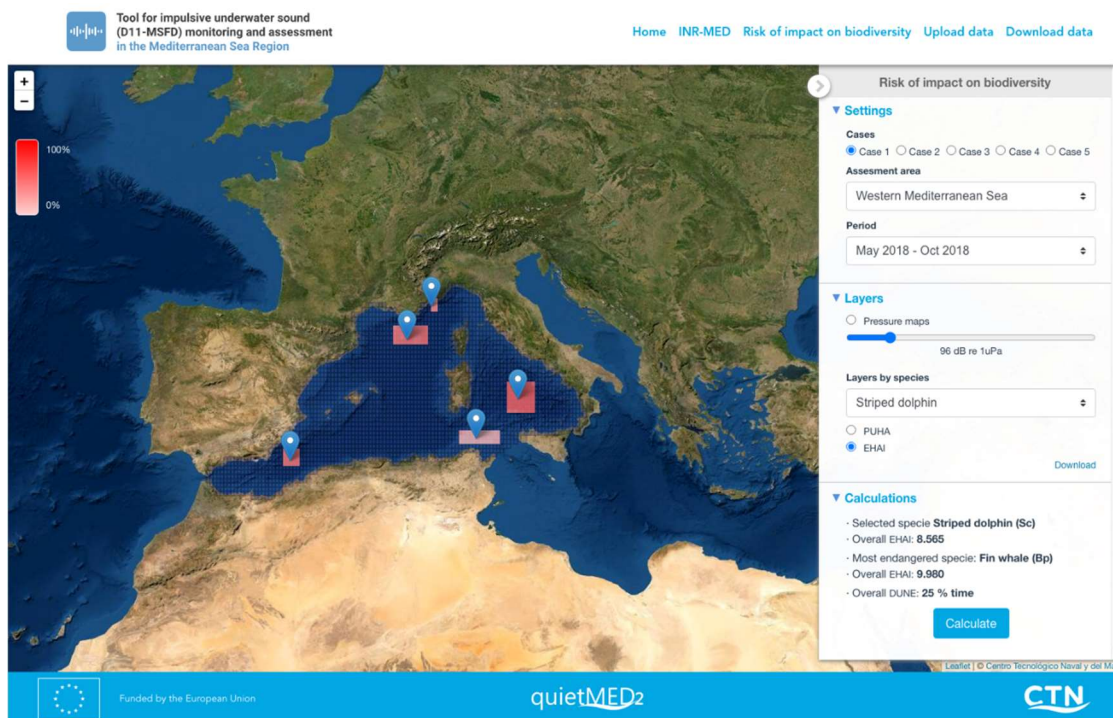 Tool for impulsive underwater sound
(D11-MSFD) monitoring and assessment
in the Mediterranean Sea Region
Home INR-MED Risk of impact on biodiversity Upload data Download data
+
−
100%
0%
Risk of impact on biodiversity
Settings
Cases
Case 1 Case 2 Case 3 Case 4 Case 5
Assesment area
Western Mediterranean Sea
Period
May 2018 - Oct 2018
Layers
Pressure maps
96 dB re 1uPa
Layers by species
Striped dolphin
PUHA
EHAI
Download
Calculations
· Selected specie Striped dolphin (Sc)
· Overall EHAI: 8.565
· Most endangered specie: Fin whale (Bp)
· Overall EHAI: 9.980
· Overall DUNE: 25 % time
Calculate
Leaflet | © Centro Tecnológico Naval y del Ma
Funded by the European Union
quietMED2
CTN